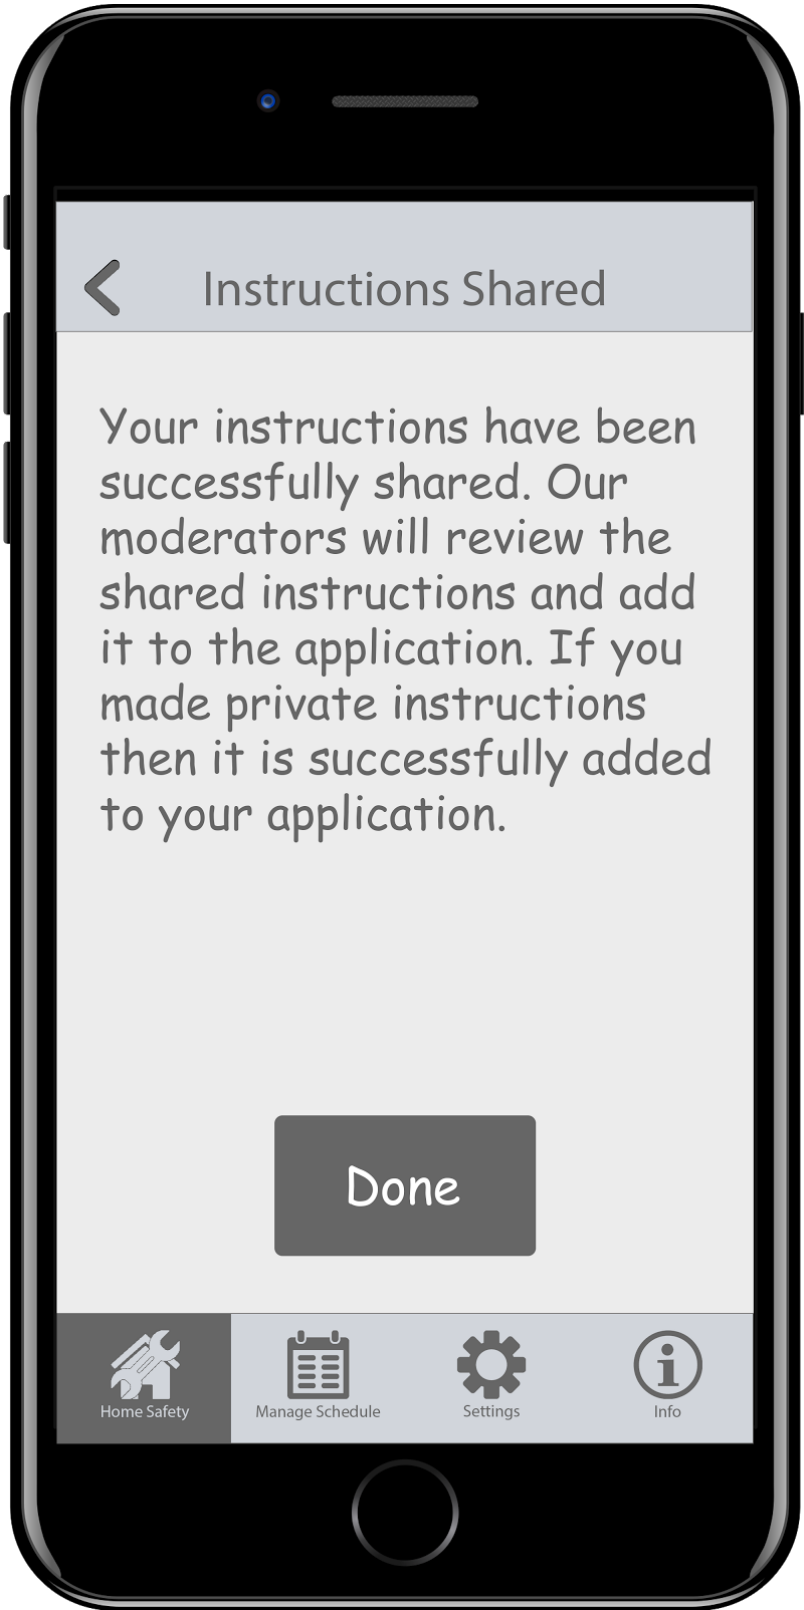 Instructions Shared
Your instructions have been
successfully shared. Our
moderators will review the
shared instructions and add
it to the application. If you
made private instructions
then it is successfully added
to your application.
Done
Home Safety
Manage Schedule
Settings
Info